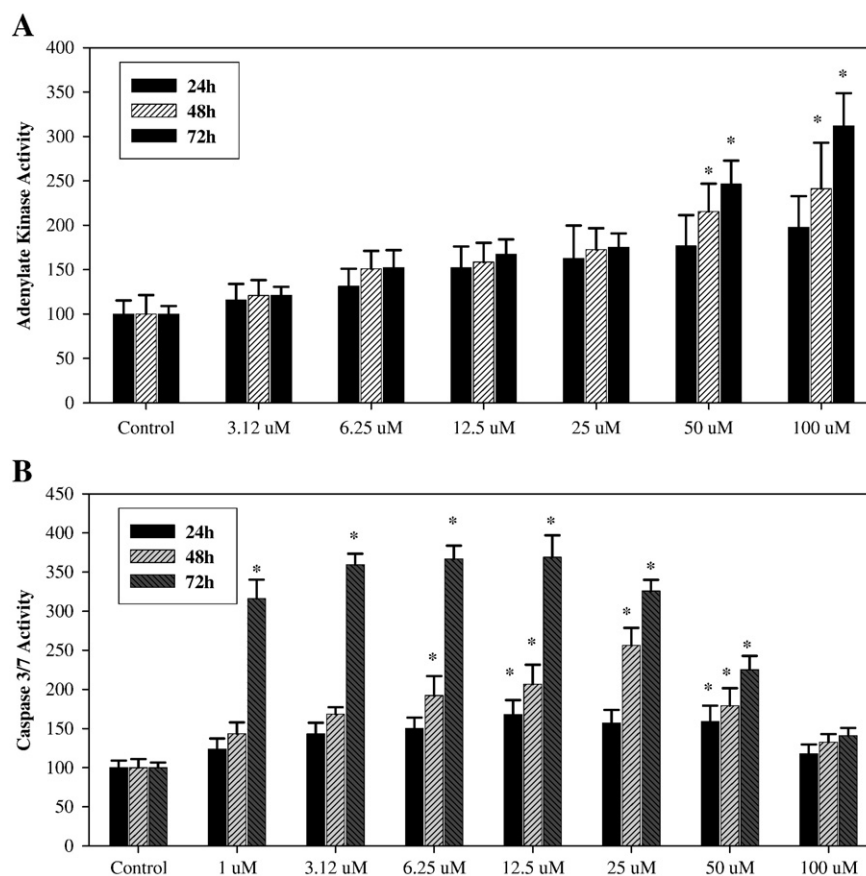 A
400
350
300
250
200
150
100
50
0
Adenylate Kinase Activity
24h
48h
72h
* *
* *
Control 3.12 uM 6.25 uM 12.5 uM 25 uM 50 uM 100 uM
B
450
400
350
300
250
200
150
100
50
0
Caspase 3/7 Activity
24h
48h
72h
*
*
* *
* * *
* *
* * *
Control 1 uM 3.12 uM 6.25 uM 12.5 uM 25 uM 50 uM 100 uM